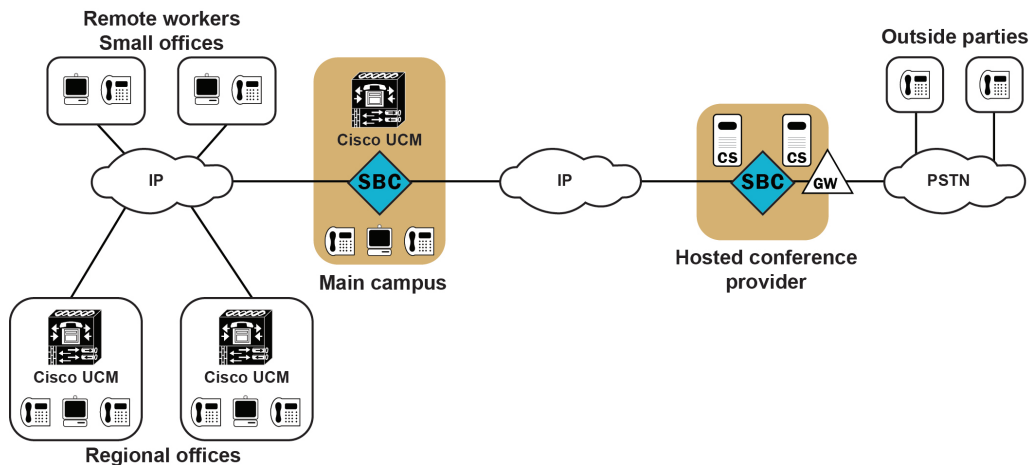 Remote workers
Small offices
Outside parties
Cisco UCM
IP
SBC
IP
CS
CS
SBC
GW
PSTN
Main campus
Hosted conference
provider
Cisco UCM
Cisco UCM
Regional offices